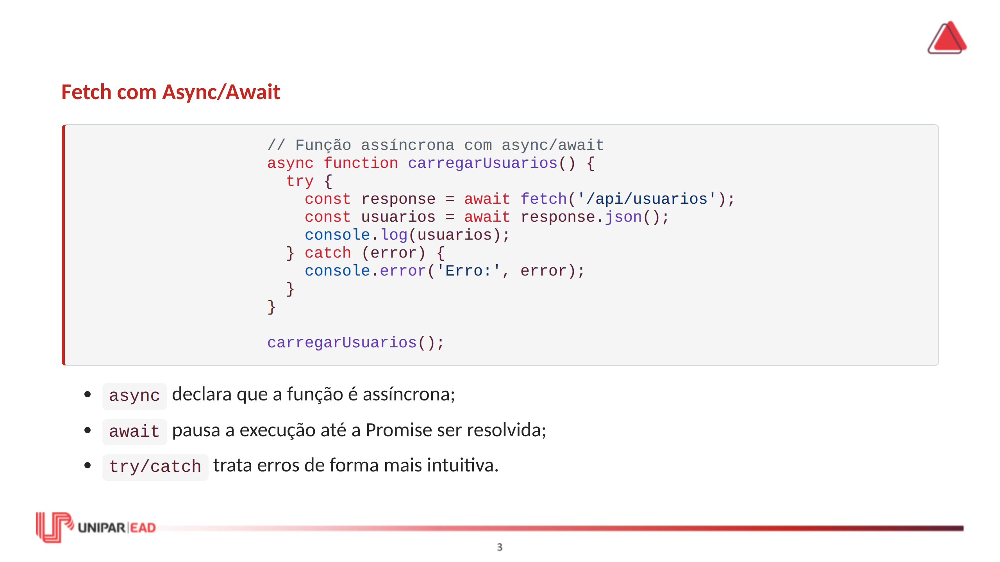 Fetch com Async/Await
// Função assíncrona com async/await
async function carregarUsuarios() {
  try {
    const response = await fetch('/api/usuarios');
    const usuarios = await response.json();
    console.log(usuarios);
  } catch (error) {
    console.error('Erro:', error);
  }
}
carregarUsuarios();
• async declara que a função é assíncrona;
• await pausa a execução até a Promise ser resolvida;
• try/catch trata erros de forma mais intuitiva.
UNIPAR|EAD
3